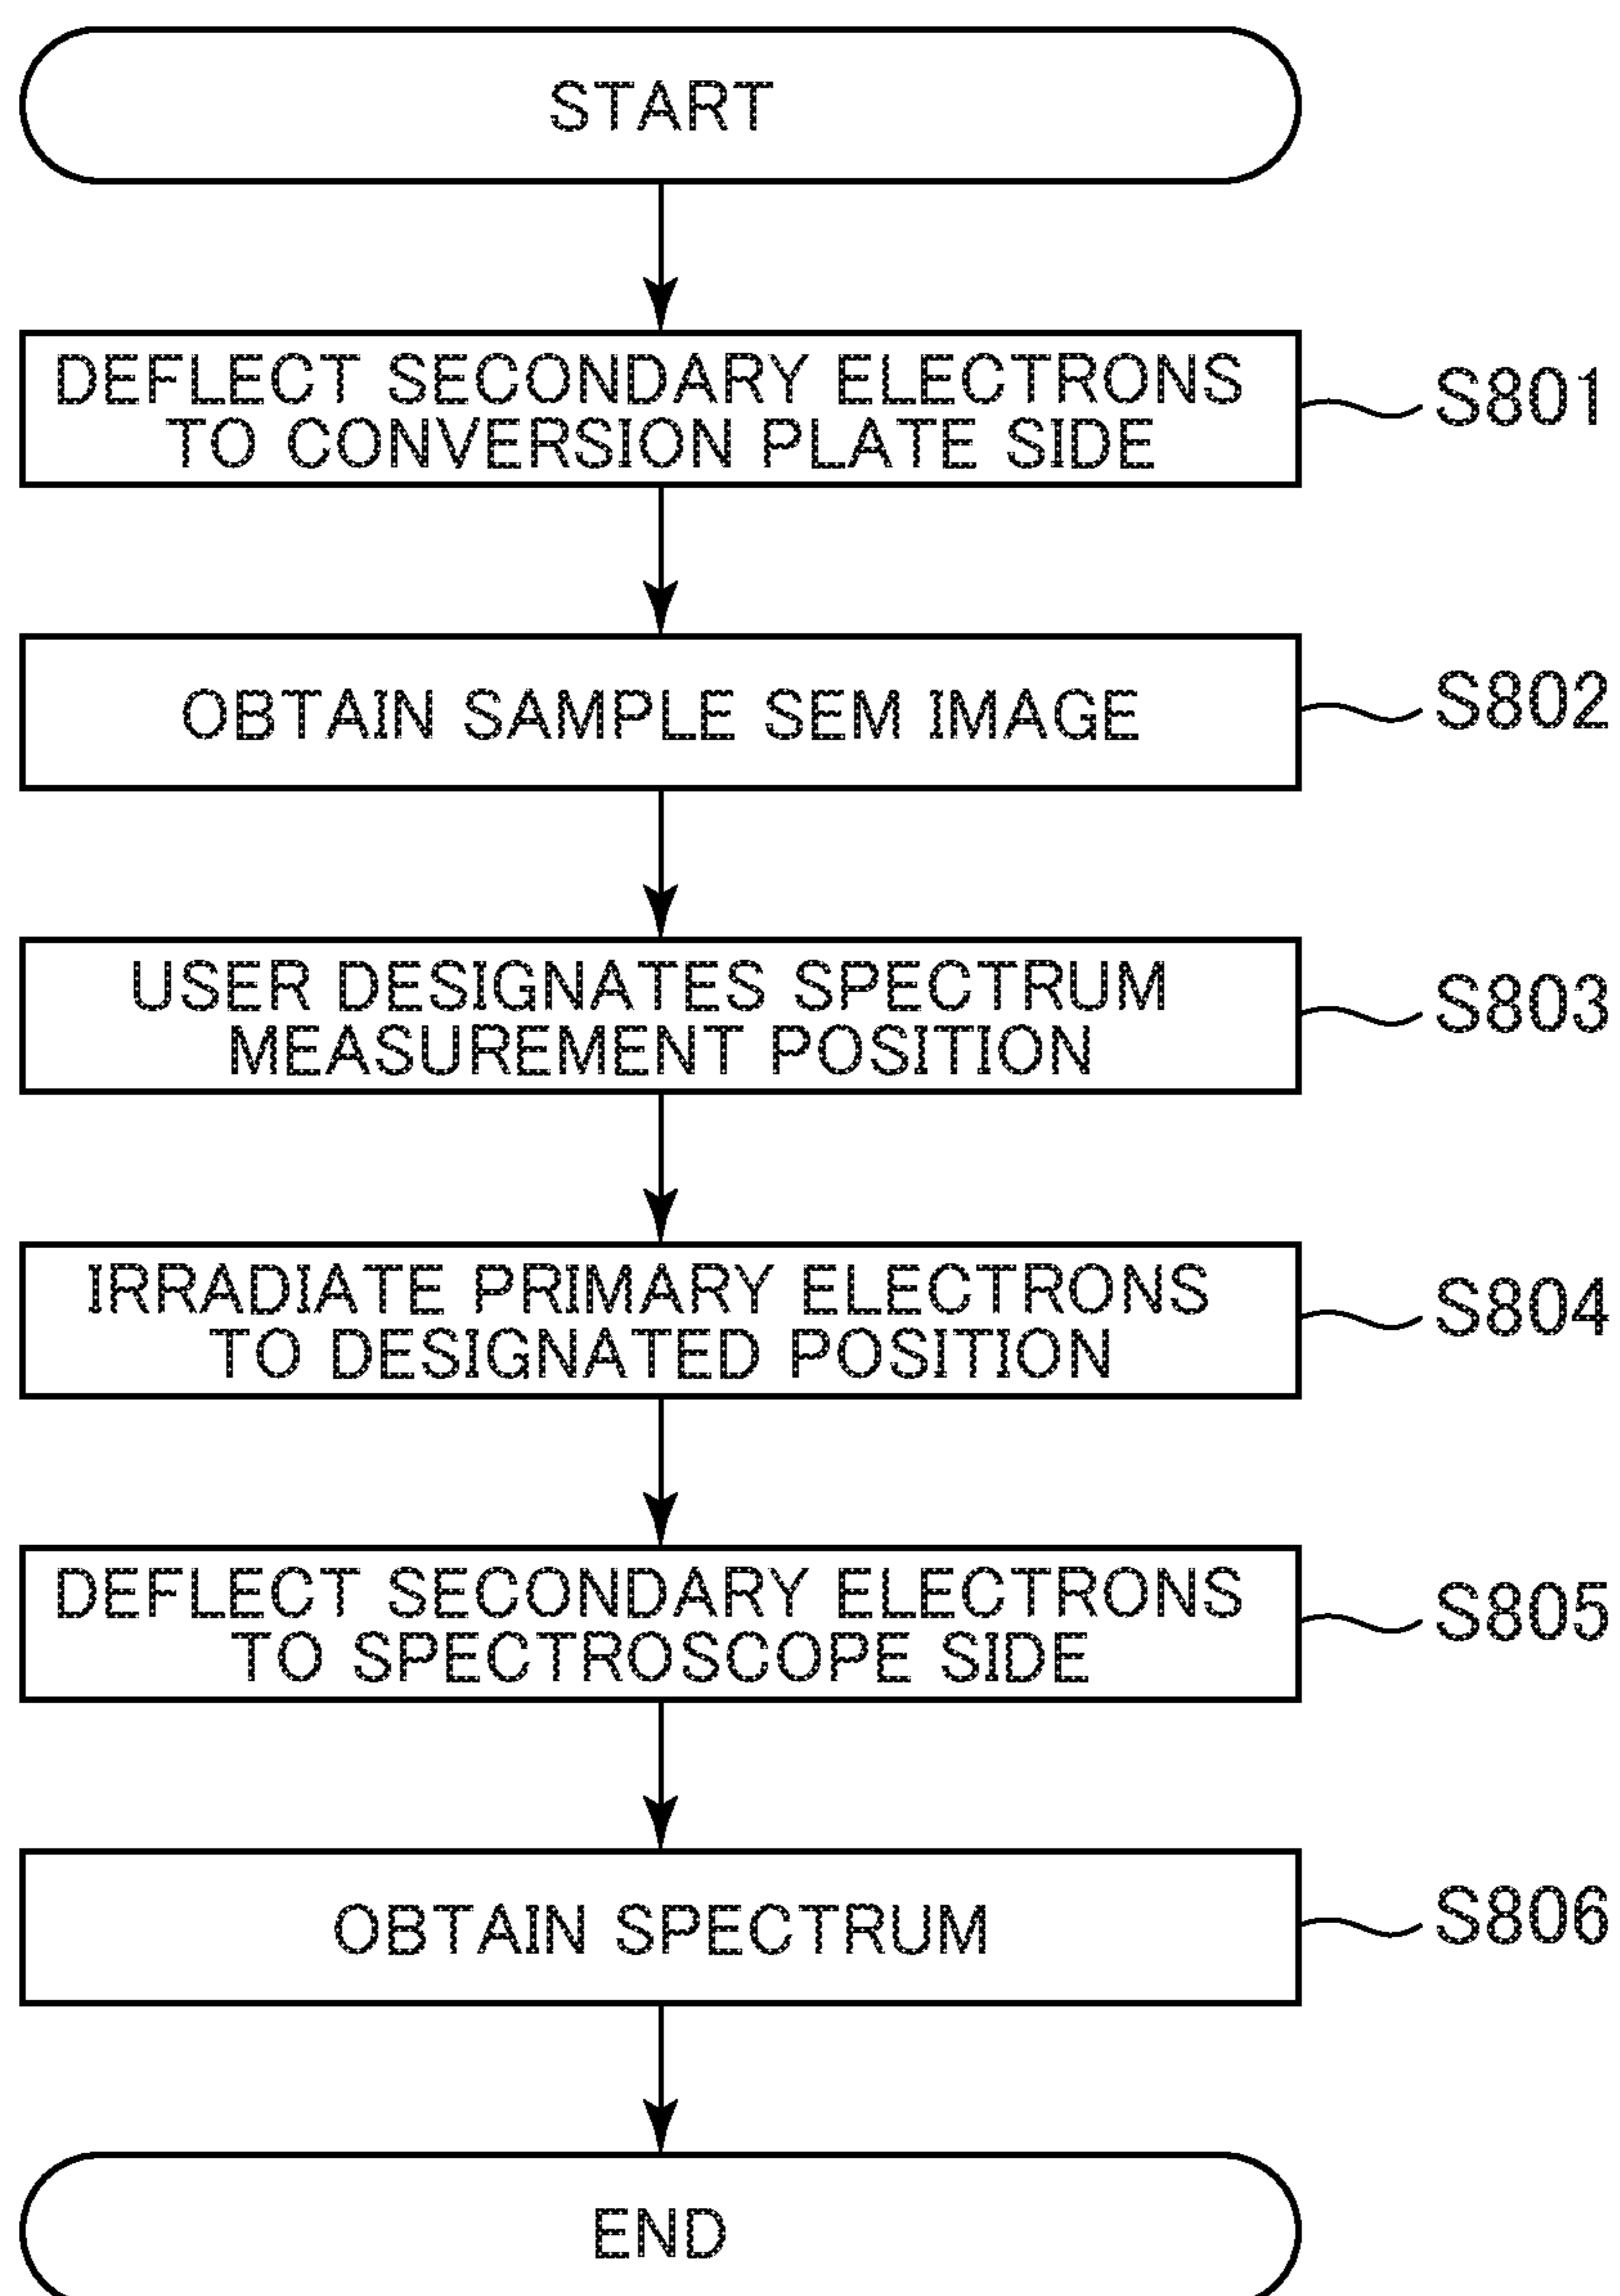 START
DEFLECT SECONDARY ELECTRONS
TO CONVERSION PLATE SIDE
S801
OBTAIN SAMPLE SEM IMAGE
S802
USER DESIGNATES SPECTRUM
MEASUREMENT POSITION
S803
IRRADIATE PRIMARY ELECTRONS
TO DESIGNATED POSITION
S804
DEFLECT SECONDARY ELECTRONS
TO SPECTROSCOPE SIDE
S805
OBTAIN SPECTRUM
S806
END